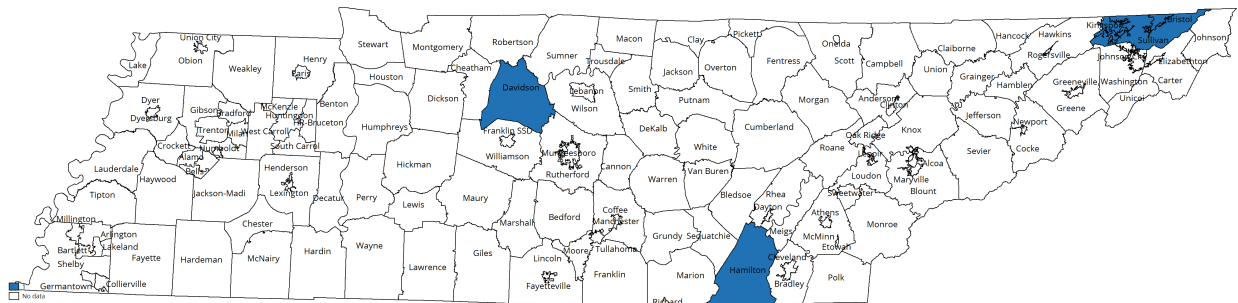 Bristol
Kingsport
Sullivan
Johnson
Hawkins
Hancock
Pickett
Macon
Clay
Oneida
Union City
Stewart
Montgomery
Robertson
Claiborne
Rogersville
Sumner
Trousdale
Henry
Obion
Scott
Fentress
Campbell
Elizabethton
Lake
Weakley
Paris
Cheatham
Jackson
Overton
Union
Grainger
Houston
Davidson
Lebanon
Smith
Hamblen
Greeneville
Washington
Carter
Dyer
Benton
Dickson
Wilson
Putnam
Morgan
Anderson
Clinton
Unicoi
Gibson
Bradford
McKenzie
Huntingdon
Greene
Dyersburg
HR-Bruceton
Humphreys
Franklin SSD
DeKalb
Cumberland
Knox
Jefferson
Newport
Trenton
Milan
West Carroll
Oak Ridge
Crockett
Humboldt
South Carroll
White
Roane
Lenoir
Sevier
Cocke
Alamo
Williamson
Murfreesboro
Alcoa
Lauderdale
Bells
Henderson
Hickman
Cannon
Van Buren
Rutherford
Loudon
Maryville
Haywood
Warren
Blount
Tipton
Jackson-Madi
Lexington
Decatur
Perry
Lewis
Maury
Bledsoe
Rhea
Sweetwater
Dayton
Millington
Chester
Marshall
Bedford
Coffee
Manchester
Athens
Monroe
Arlington
Meigs
McMinn
Bartlett
Lakeland
Wayne
Grundy
Sequatchie
Etowah
Shelby
Fayette
Hardeman
McNairy
Hardin
Giles
Moore
Tullahoma
Lincoln
Cleveland
Lawrence
Franklin
Marion
Hamilton
Polk
Germantown
Collierville
Fayetteville
Bradley
No data